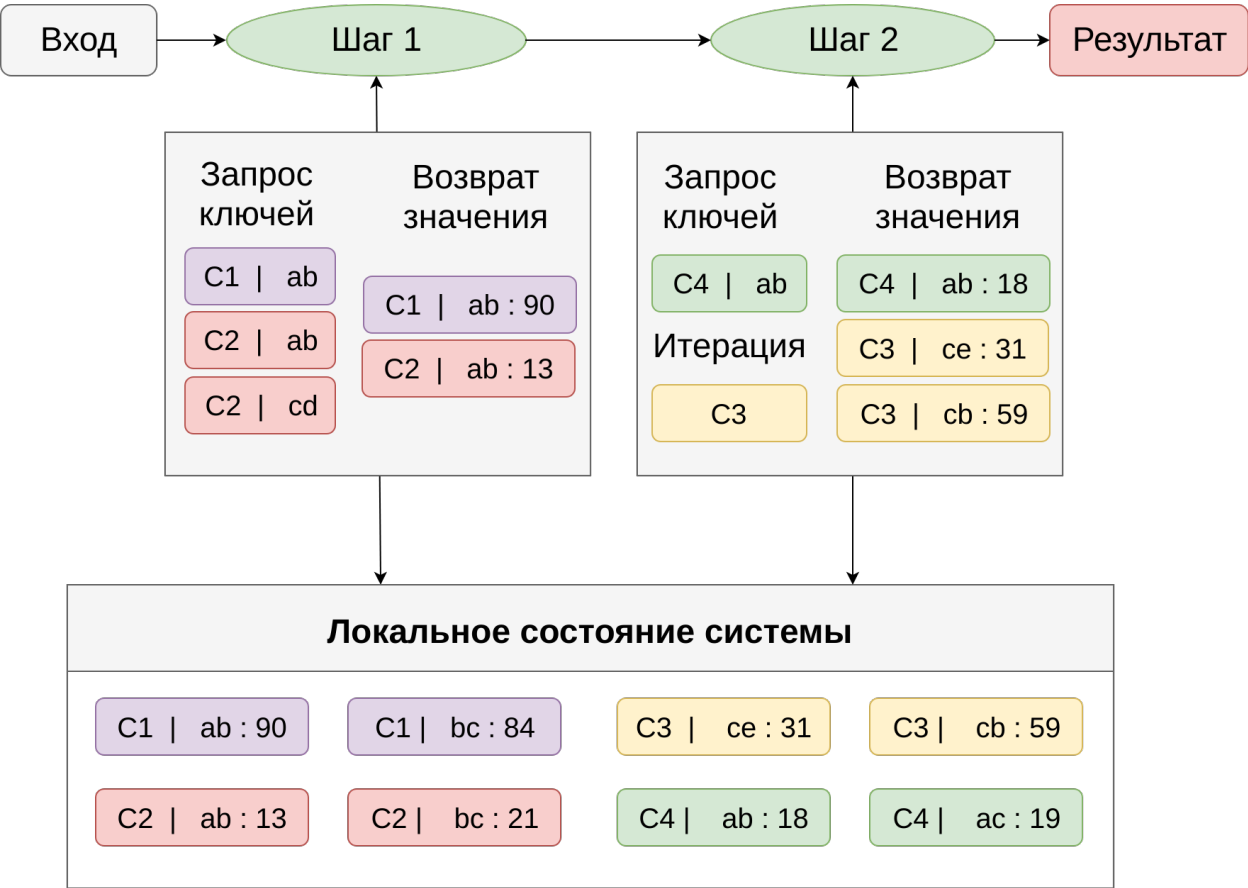 Вход
Шаг 1
Шаг 2
Результат
Запрос
ключей
Возврат
значения
C1 | ab
C2 | ab
C2 | cd
C1 | ab : 90
C2 | ab : 13
Запрос
ключей
Возврат
значения
C4 | ab
Итерация
C3
C4 | ab : 18
C3 | ce : 31
C3 | cb : 59
Локальное состояние системы
C1 | ab : 90
C1 | bc : 84
C3 | ce : 31
C3 | cb : 59
C2 | ab : 13
C2 | bc : 21
C4 | ab : 18
C4 | ac : 19